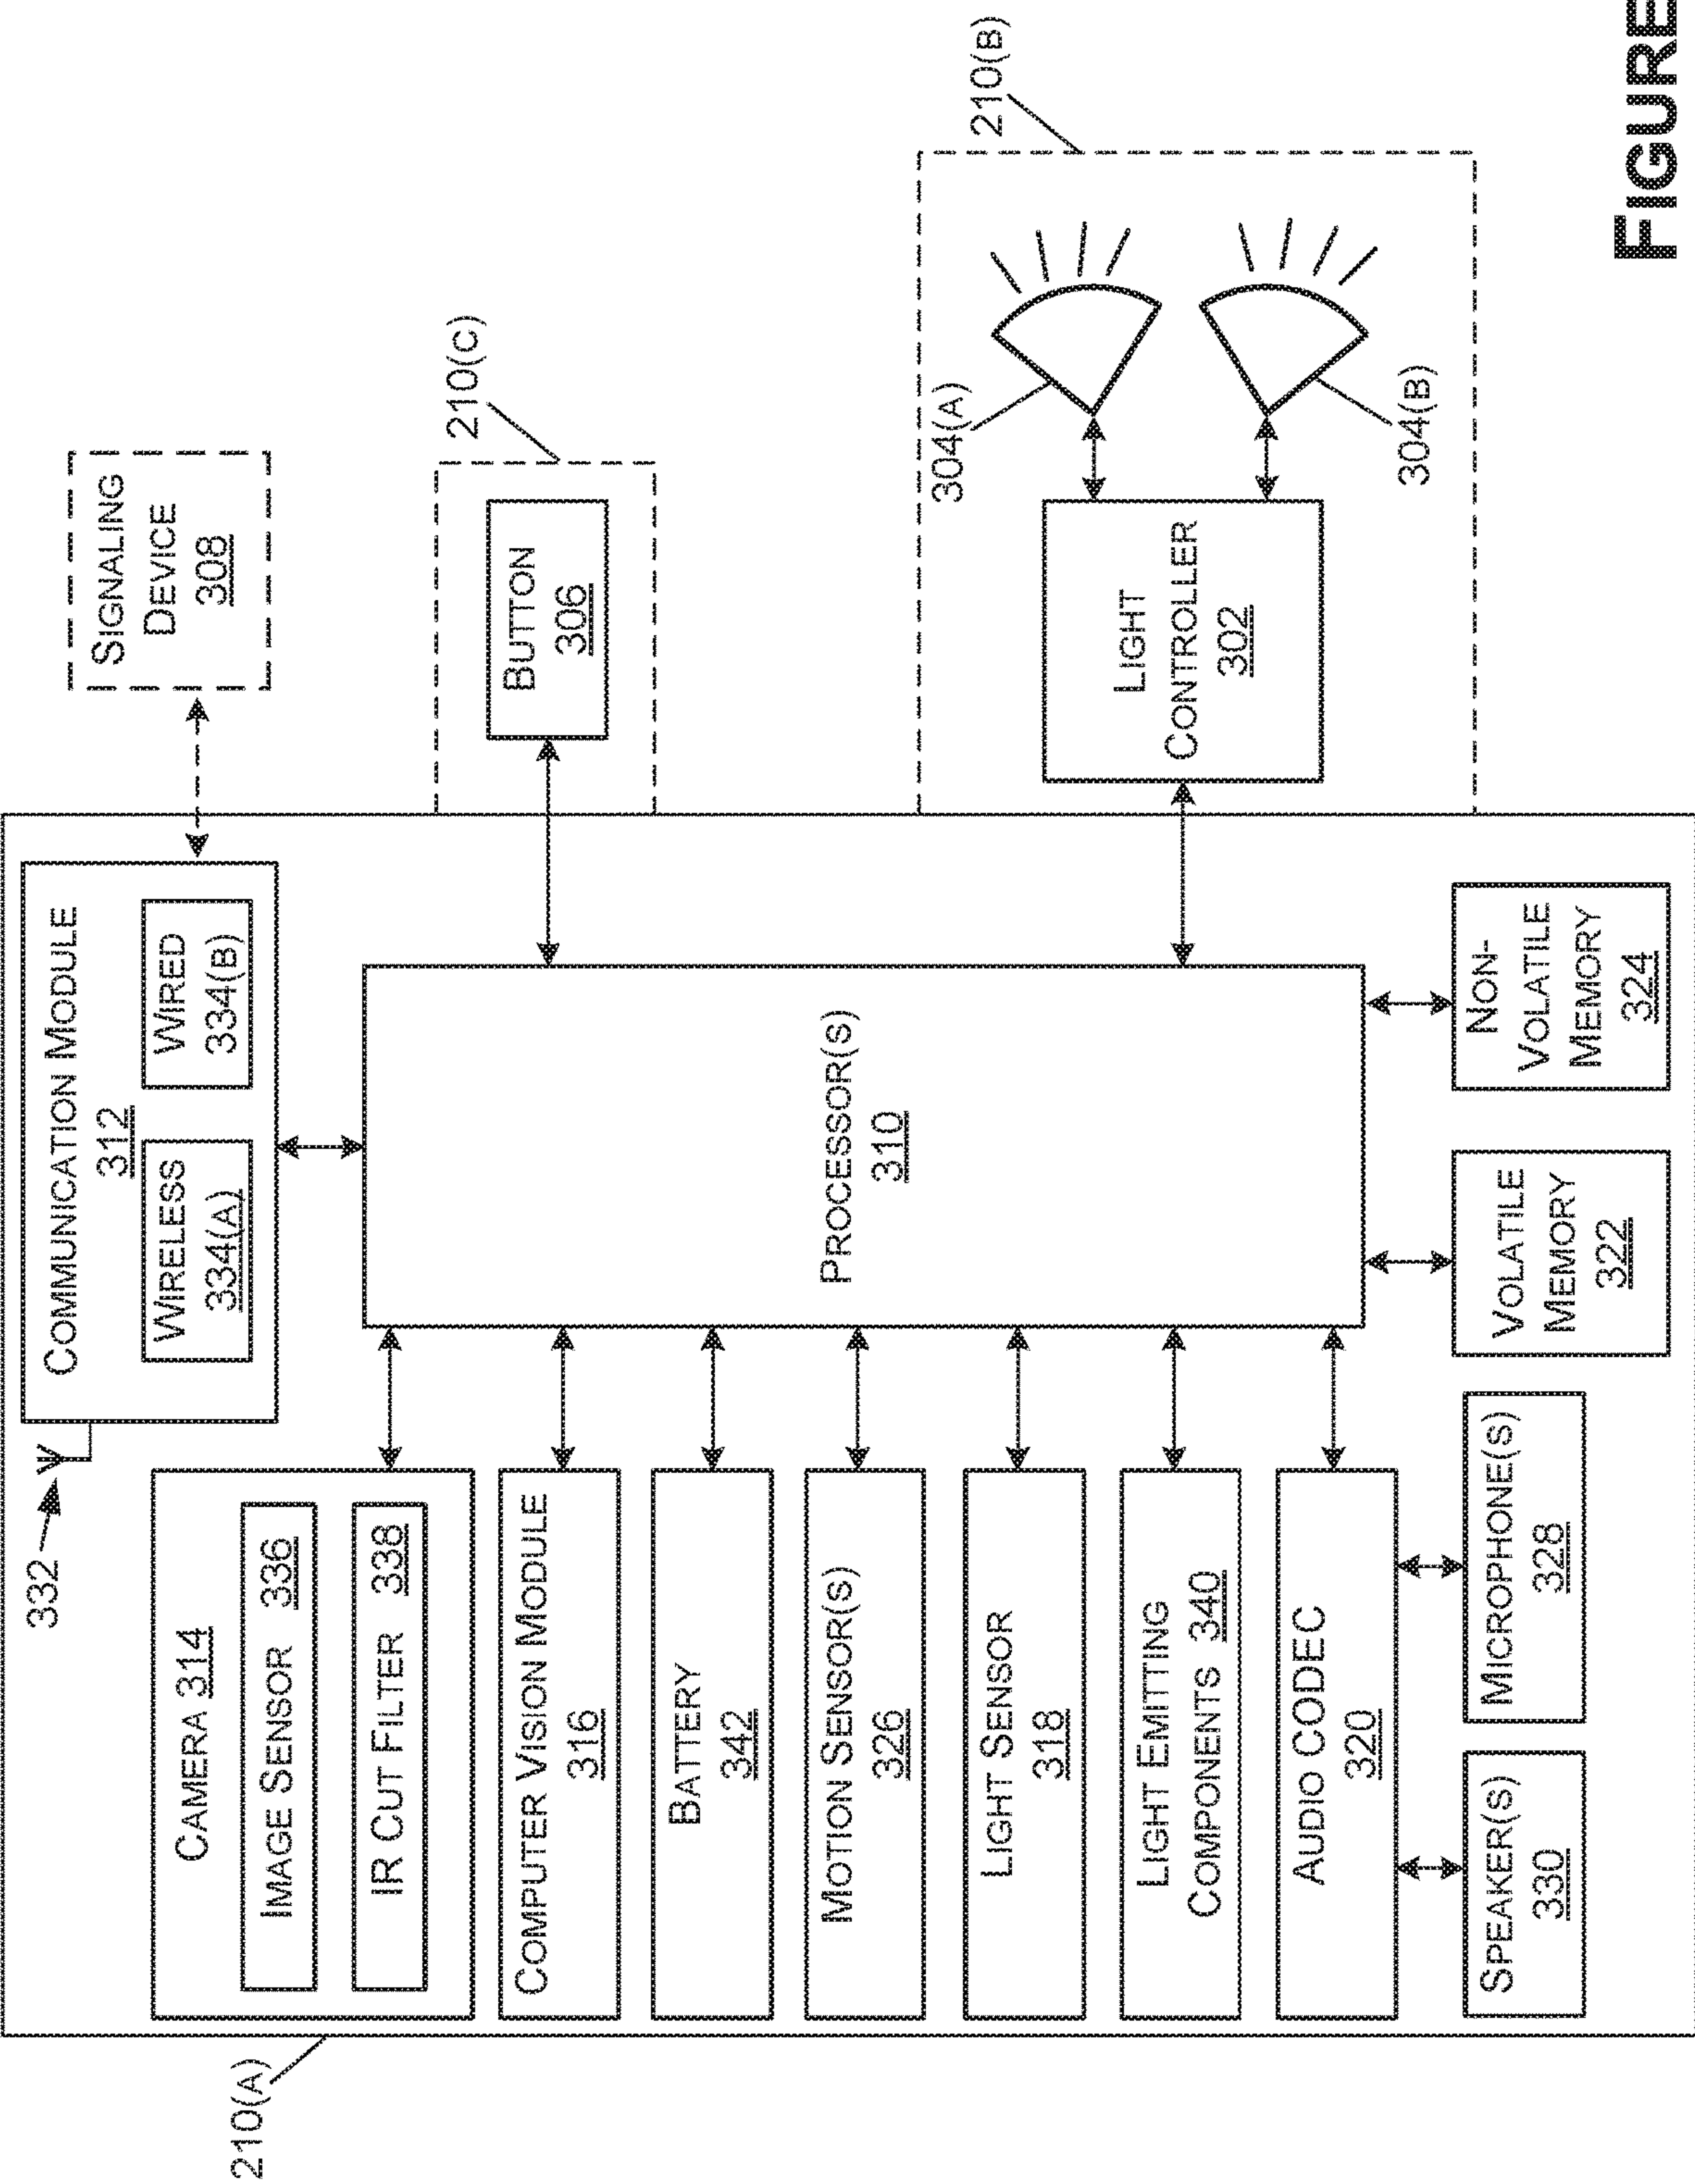 210(A)
332
COMMUNICATION MODULE
312
WIRELESS
334(A)
WIRED
334(B)
SIGNALING
DEVICE
308
CAMERA 314
IMAGE SENSOR 336
IR CUT FILTER 338
COMPUTER VISION MODULE
316
BATTERY
342
MOTION SENSOR(S)
326
LIGHT SENSOR
318
LIGHT EMITTING
COMPONENTS 340
AUDIO CODEC
320
SPEAKER(S)
330
MICROPHONE(S)
328
PROCESSOR(S)
310
VOLATILE
MEMORY
322
NON-
VOLATILE
MEMORY
324
210(C)
BUTTON
306
210(B)
LIGHT
CONTROLLER
302
304(A)
304(B)
FIGURE